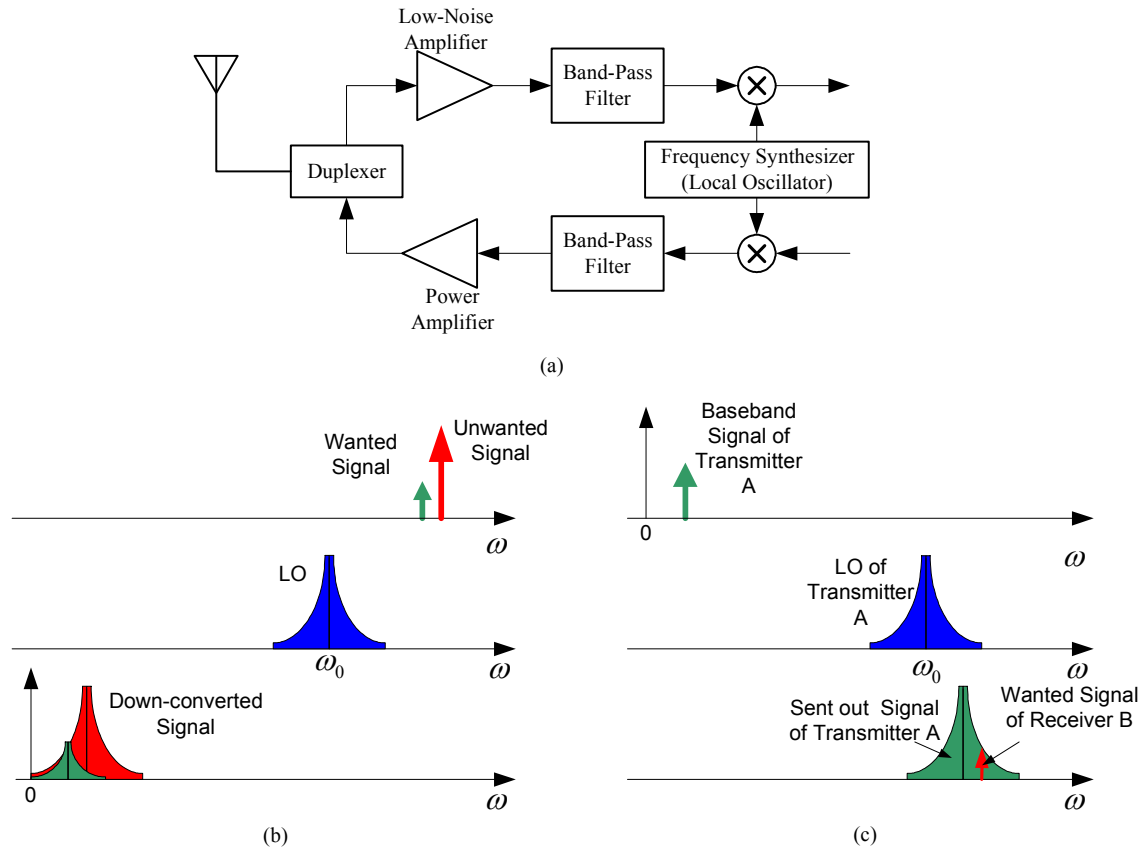 Low-Noise
Amplifier
Band-Pass
Filter
Duplexer
Frequency Synthesizer
(Local Oscillator)
Band-Pass
Filter
Power
Amplifier
(a)
Wanted
Signal
Unwanted
Signal
ω
LO
ω0
ω
Down-converted
Signal
0
ω
(b)
Baseband
Signal of
Transmitter
A
0
ω
LO of
Transmitter
A
ω0
ω
Sent out Signal
of Transmitter A
Wanted Signal
of Receiver B
ω
(c)